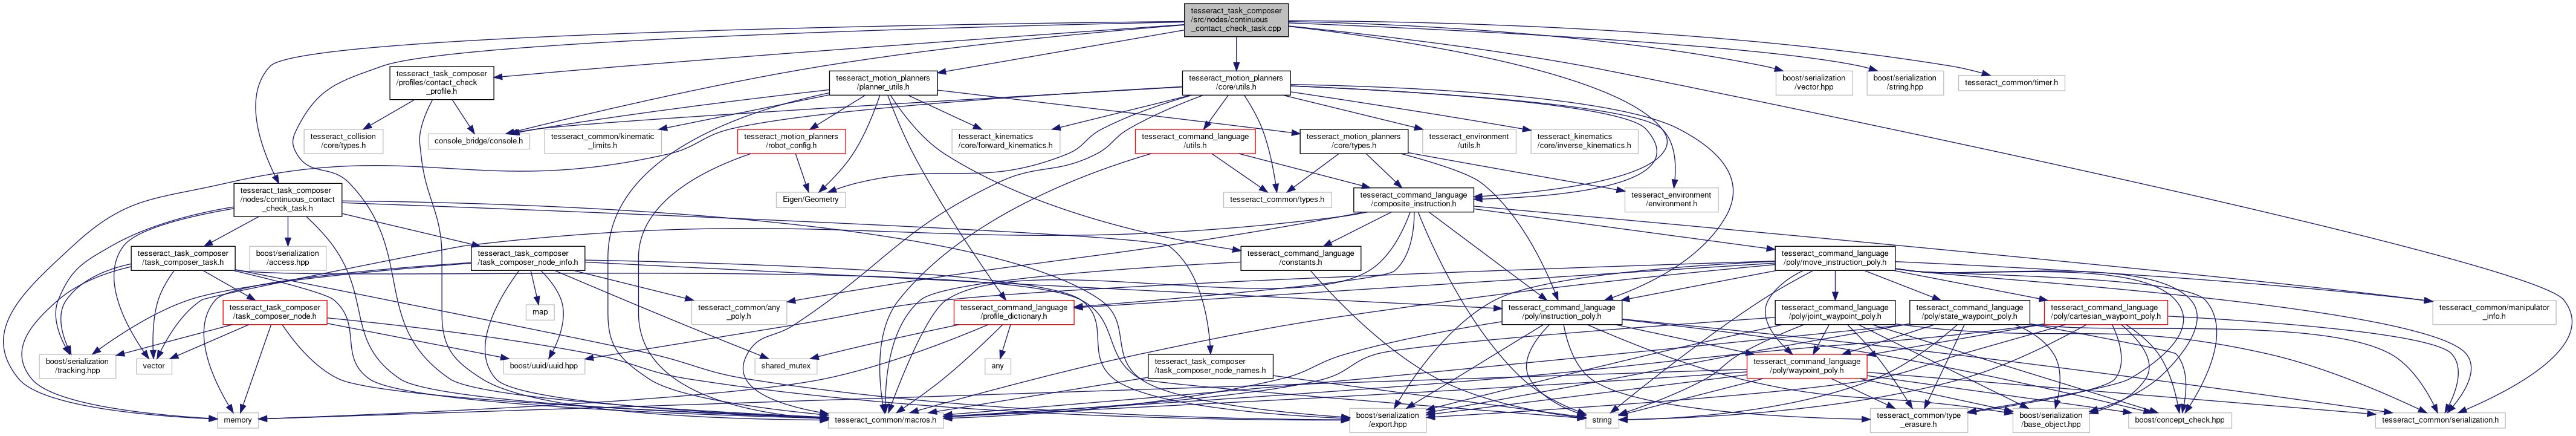 tesseract_task_composer
/src/nodes/continuous
_contact_check_task.cpp
tesseract_task_composer
/profiles/contact_check
_profile.h
tesseract_motion_planners
/planner_utils.h
tesseract_motion_planners
/core/utils.h
boost/serialization
/vector.hpp
boost/serialization
/string.hpp
tesseract_common/timer.h
tesseract_collision
/core/types.h
console_bridge/console.h
tesseract_common/kinematic
_limits.h
tesseract_motion_planners
/robot_config.h
tesseract_kinematics
/core/forward_kinematics.h
tesseract_command_language
/utils.h
tesseract_motion_planners
/core/types.h
tesseract_environment
/utils.h
tesseract_kinematics
/core/inverse_kinematics.h
tesseract_task_composer
/nodes/continuous_contact
_check_task.h
Eigen/Geometry
tesseract_common/types.h
tesseract_command_language
/composite_instruction.h
tesseract_environment
/environment.h
tesseract_task_composer
/task_composer_task.h
boost/serialization
/access.hpp
tesseract_task_composer
/task_composer_node_info.h
tesseract_command_language
/constants.h
tesseract_command_language
/poly/move_instruction_poly.h
tesseract_task_composer
/task_composer_node.h
map
tesseract_common/any
_poly.h
tesseract_command_language
/profile_dictionary.h
tesseract_command_language
/poly/instruction_poly.h
tesseract_command_language
/poly/joint_waypoint_poly.h
tesseract_command_language
/poly/state_waypoint_poly.h
tesseract_command_language
/poly/cartesian_waypoint_poly.h
tesseract_common/manipulator
_info.h
boost/serialization
/tracking.hpp
vector
boost/uuid/uuid.hpp
shared_mutex
any
tesseract_task_composer
/task_composer_node_names.h
tesseract_command_language
/poly/waypoint_poly.h
memory
tesseract_common/macros.h
boost/serialization
/export.hpp
string
tesseract_common/type
_erasure.h
boost/serialization
/base_object.hpp
boost/concept_check.hpp
tesseract_common/serialization.h